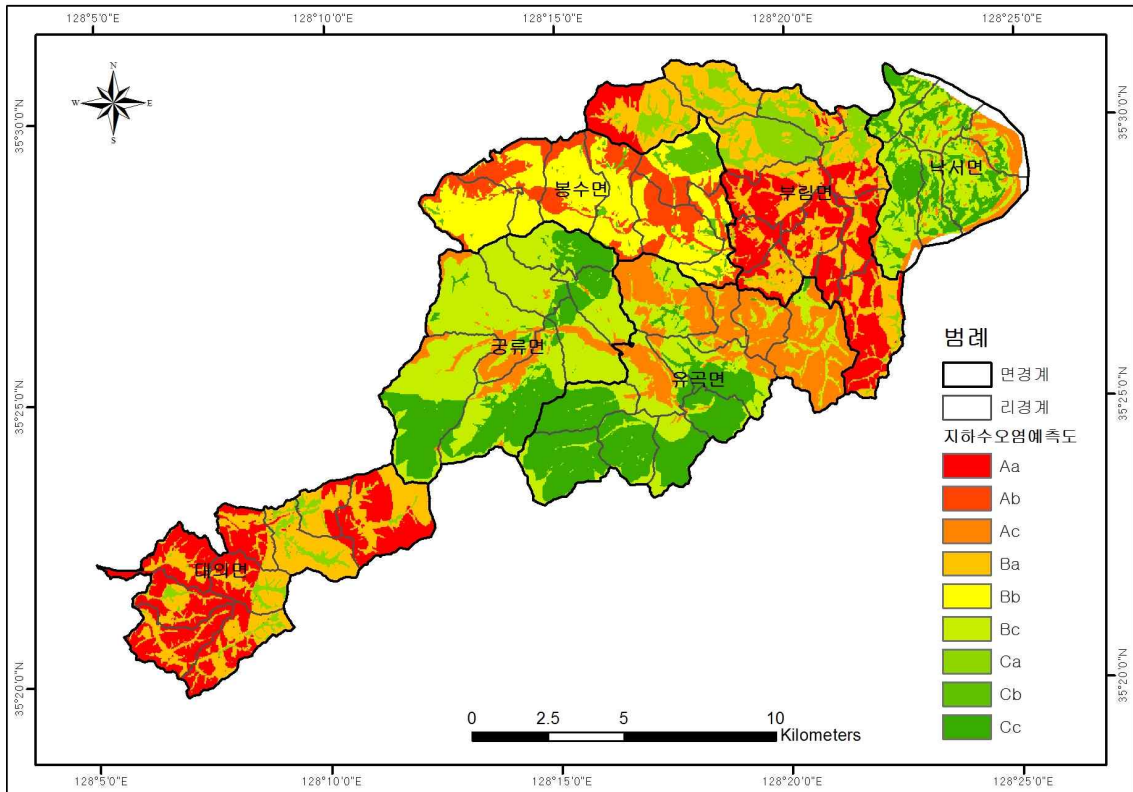 128°5'0"E 128°10'0"E 128°15'0"E 128°20'0"E 128°25'0"E
N
W E
S
35°30'0"N 35°30'0"N
봉수면 부림면 낙서면
궁류면 유곡면
35°25'0"N 35°25'0"N
대의면
35°20'0"N 35°20'0"N
범례
면경계
리경계
지하수오염예측도
Aa
Ab
Ac
Ba
Bb
Bc
Ca
Cb
Cc
0 2.5 5 10
Kilometers
128°5'0"E 128°10'0"E 128°15'0"E 128°20'0"E 128°25'0"E